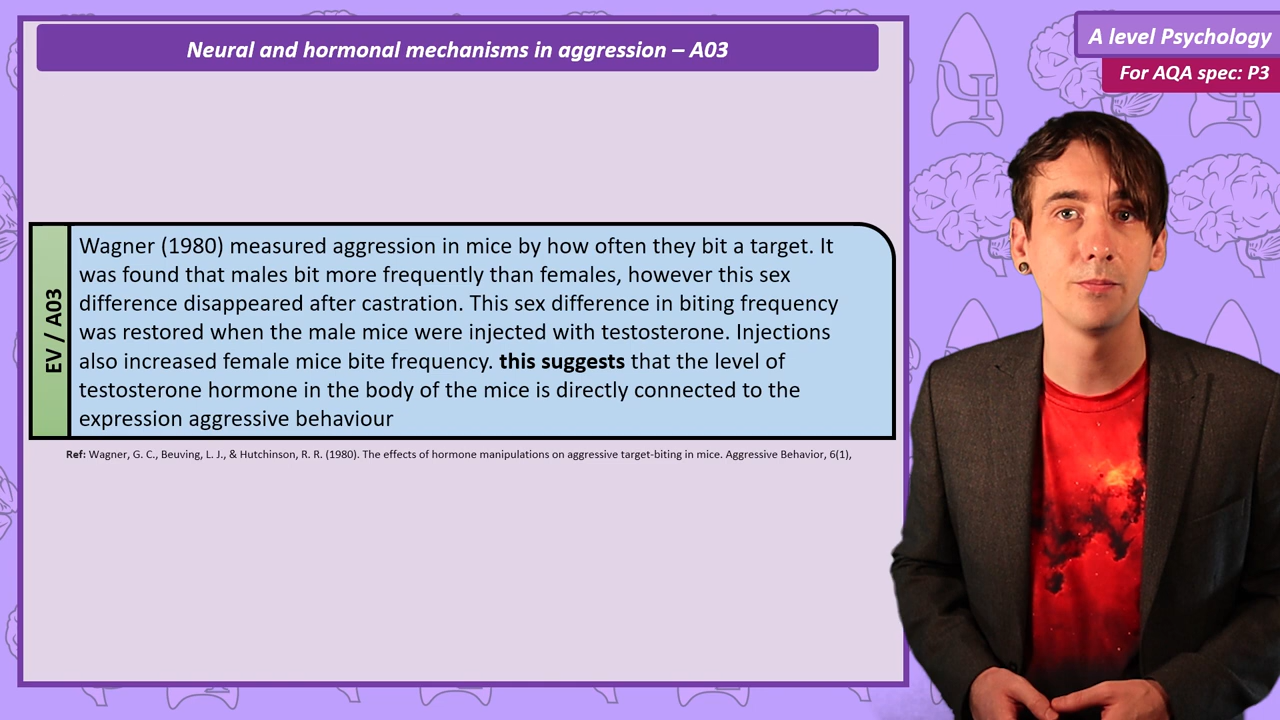 Neural and hormonal mechanisms in aggression – A03
A level Psychology
For AQA spec: P3
EV / A03
Wagner (1980) measured aggression in mice by how often they bit a target. It
was found that males bit more frequently than females, however this sex
difference disappeared after castration. This sex difference in biting frequency
was restored when the male mice were injected with testosterone. Injections
also increased female mice bite frequency. this suggests that the level of
testosterone hormone in the body of the mice is directly connected to the
expression aggressive behaviour
Ref: Wagner, G. C., Beuving, L. J., & Hutchinson, R. R. (1980). The effects of hormone manipulations on aggressive target-biting in mice. Aggressive Behavior, 6(1),